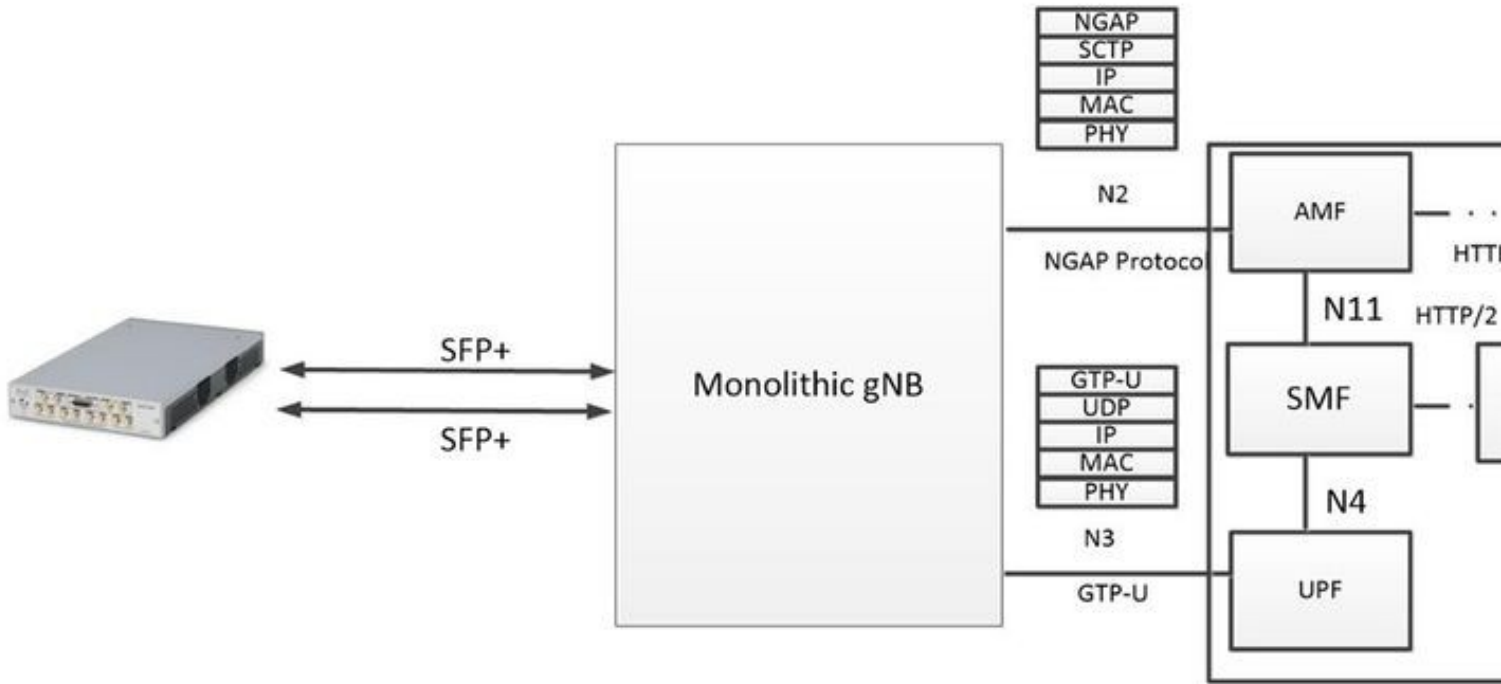 NGAP
SCTP
IP
MAC
PHY
N2
NGAP Protocol
AMF
HTTP/2
N11
SFP+
SFP+
Monolithic gNB
GTP-U
UDP
IP
MAC
PHY
SMF
N4
N3
GTP-U
UPF